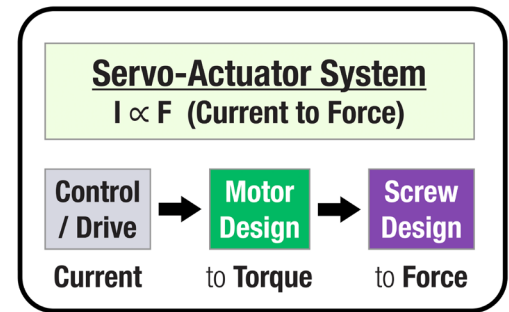 Servo-Actuator System
I ∝ F (Current to Force)
Control
/ Drive
Motor
Design
Screw
Design
Current
to Torque
to Force